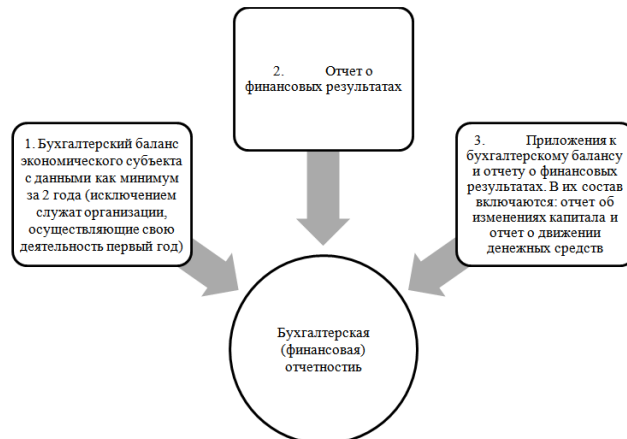 1. Бухгалтерский баланс
экономического субъекта
с данными как минимум
за 2 года (исключением
служат организации,
осуществляющие свою
деятельность первый год)
2. Отчет о
финансовых результатах
3. Приложения к
бухгалтерскому балансу
и отчету о финансовых
результатах. В их состав
включаются: отчет об
изменениях капитала и
отчет о движении
денежных средств
Бухгалтерская
(финансовая)
отчетностиь